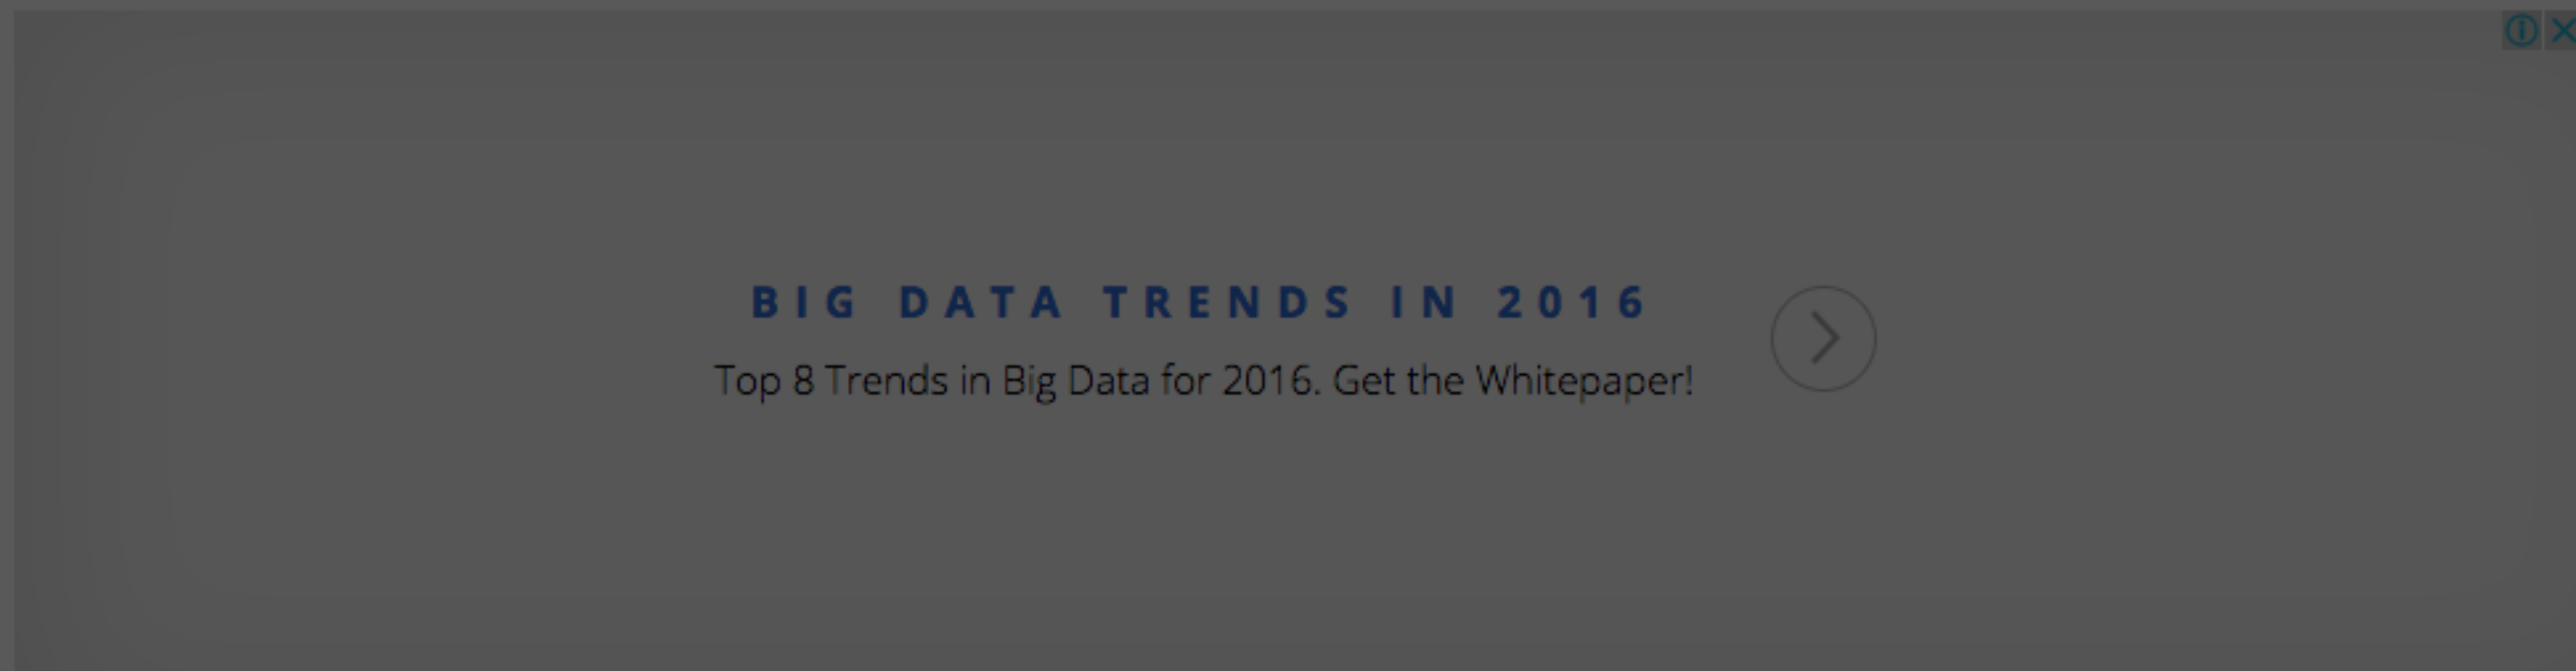 BIG DATA TRENDS IN 2016
Top 8 Trends in Big Data for 2016. Get the Whitepaper!